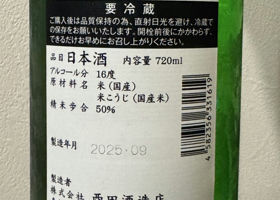 要冷蔵
ご購入後は品質保持の為、直射日光を避け、冷蔵で
の保存をお願いいたします。開栓前後にかかわらず、
できるだけお早めにお召し上がりください。
品目 日本酒 内容量 720ml
アルコール分 16度
原材料名 米(国産)
米こうじ(国産米)
精米歩合 50%
製造年月 2025.09
製造者
株式会社 西田酒造店
4 582356 331619